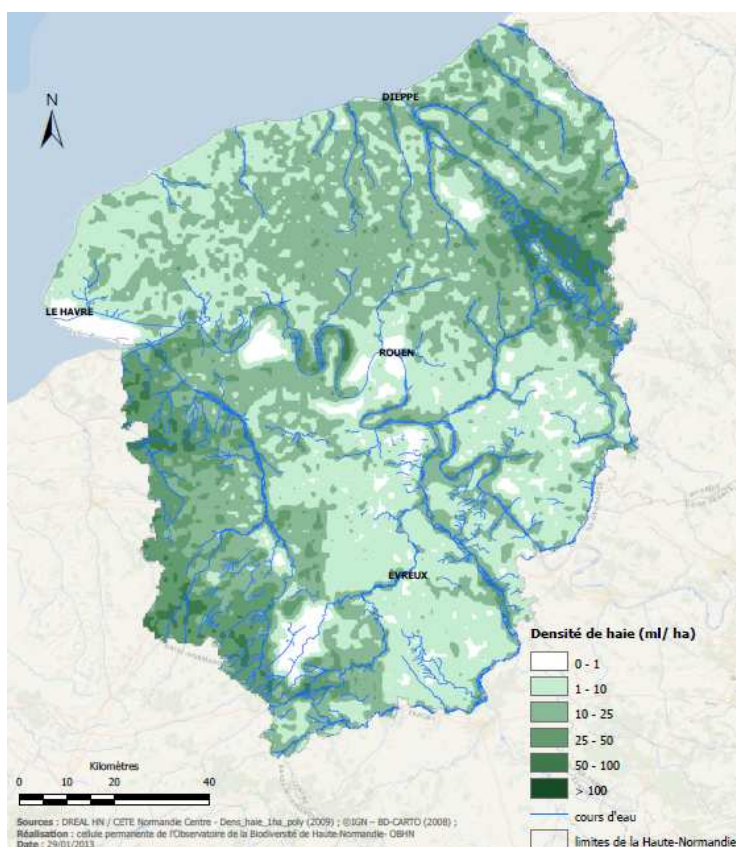 N
DIEPPE
LE HAVRE
ROUEN
ÉVREUX
Densité de haie (ml/ ha)
0 - 1
1 - 10
10 - 25
25 - 50
50 - 100
> 100
cours d'eau
limites de la Haute-Normandie
Kilomètres
0 10 20 40
Sources : DREAL HN / CETE Normandie Centre - Dens_haie_1ha_poly (2009) ; ©IGN – BD-CARTO (2008) ;
Réalisation : cellule permanente de l'Observatoire de la Biodiversité de Haute-Normandie- OBHN
Date : 29/01/2013